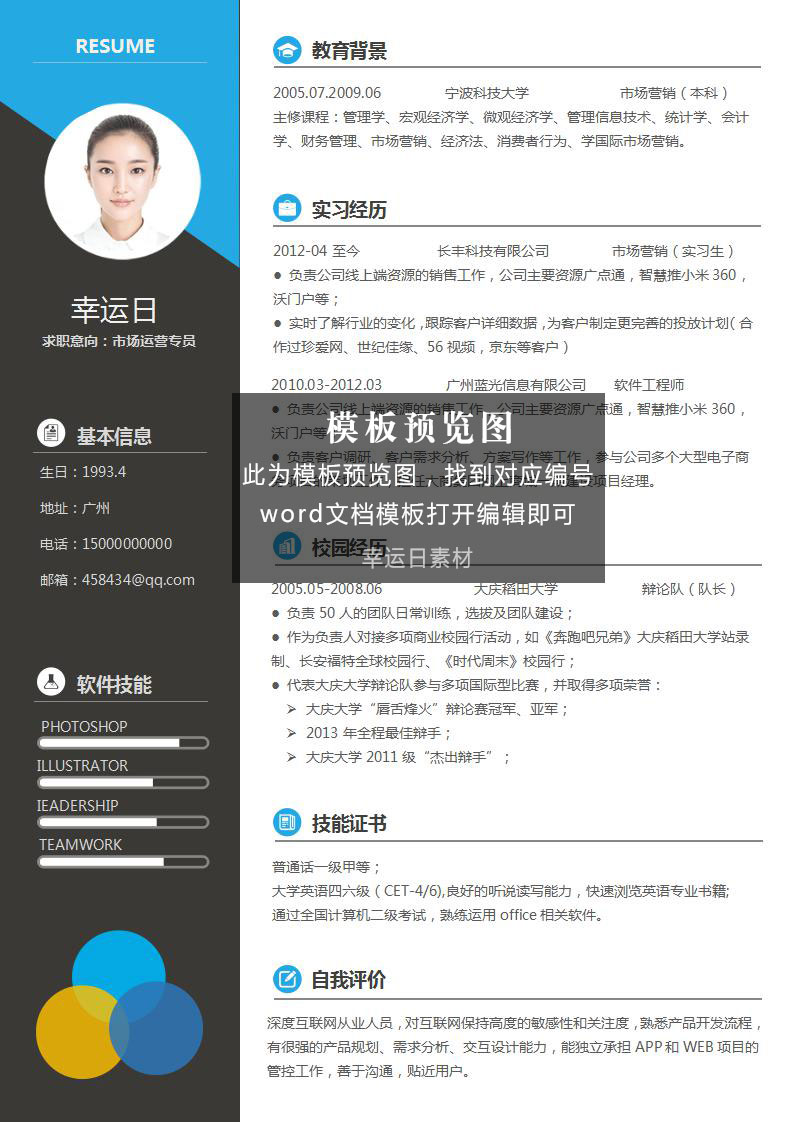 RESUME
幸运日
求职意向：市场运营专员
基本信息
生日：1993.4
地址：广州
电话：15000000000
邮箱：458434@qq.com
软件技能
PHOTOSHOP
ILLUSTRATOR
IEADERSHIP
TEAMWORK
教育背景
2005.07.2009.06 宁波科技大学 市场营销（本科）
主修课程：管理学、宏观经济学、微观经济学、管理信息技术、统计学、会计
学、财务管理、市场营销、经济法、消费者行为、学国际市场营销。
实习经历
2012-04 至今 长丰科技有限公司 市场营销（实习生）
● 负责公司线上端资源的销售工作，公司主要资源广点通，智慧推小米 360，
沃门户等；
● 实时了解行业的变化，跟踪客户详细数据，为客户制定更完善的投放计划（合
作过珍爱网、世纪佳缘、56 视频，京东等客户）
2010.03-2012.03 广州蓝光信息有限公司 软件工程师
● 负责公司线上端资源的销售工作，公司主要资源广点通，智慧推小米 360，
沃门户等
● 负责客户调研、客户需求分析、方案写作等工作，参与公司多个大型电子商
项目经理。
模板预览图
此为模板预览图，找到对应编号
word文档模板打开编辑即可
幸运日素材
校园经历
2005.05-2008.06 大庆稻田大学 辩论队（队长）
● 负责 50 人的团队日常训练，选拔及团队建设；
● 作为负责人对接多项商业校园行活动，如《奔跑吧兄弟》大庆稻田大学站录
制、长安福特全球校园行、《时代周末》校园行；
● 代表大庆大学辩论队参与多项国际型比赛，并取得多项荣誉：
➢ 大庆大学“唇舌烽火”辩论赛冠军、亚军；
➢ 2013 年全程最佳辩手；
➢ 大庆大学 2011 级“杰出辩手”；
技能证书
普通话一级甲等；
大学英语四六级（CET-4/6),良好的听说读写能力，快速浏览英语专业书籍;
通过全国计算机二级考试，熟练运用 office 相关软件。
自我评价
深度互联网从业人员，对互联网保持高度的敏感性和关注度，熟悉产品开发流程，
有很强的产品规划、需求分析、交互设计能力，能独立承担 APP 和 WEB 项目的
管控工作，善于沟通，贴近用户。